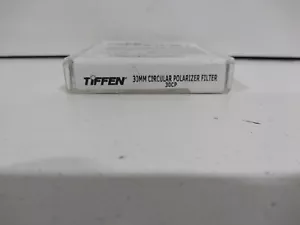 TIFFEN 30MM CIRCULAR POLARIZER FILTER
30CP